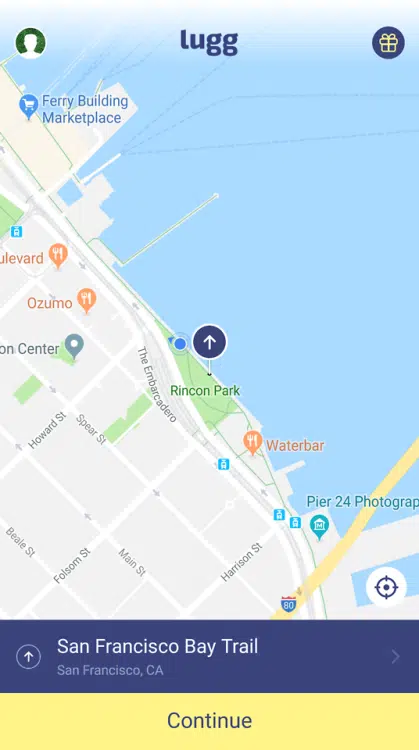 lugg
Ferry Building
Marketplace
ulevard
Ozumo
on Center
Rincon Park
The Embarcadero
Howard St
Spear St
Waterbar
Pier 24 Photograp
Beale St
Folsom St
Main St
Harrison St
80
San Francisco Bay Trail
San Francisco, CA
Continue